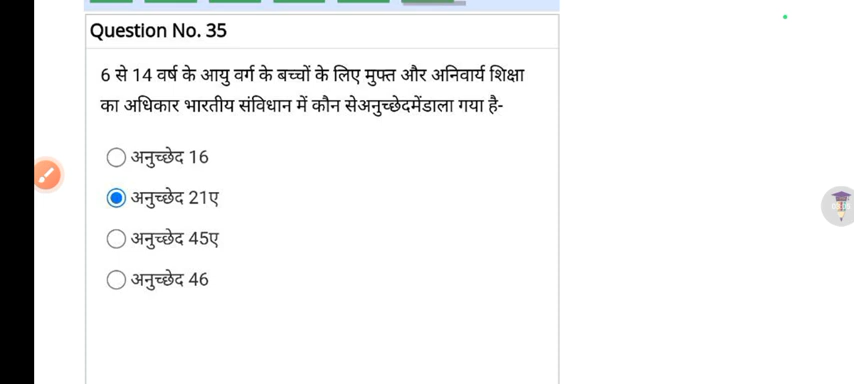 Question No. 35
6 से 14 वर्ष के आयु वर्ग के बच्चों के लिए मुफ्त और अनिवार्य शिक्षा
का अधिकार भारतीय संविधान में कौन सेअनुच्छेदमेंडाला गया है-
अनुच्छेद 16
अनुच्छेद 21ए
अनुच्छेद 45ए
अनुच्छेद 46